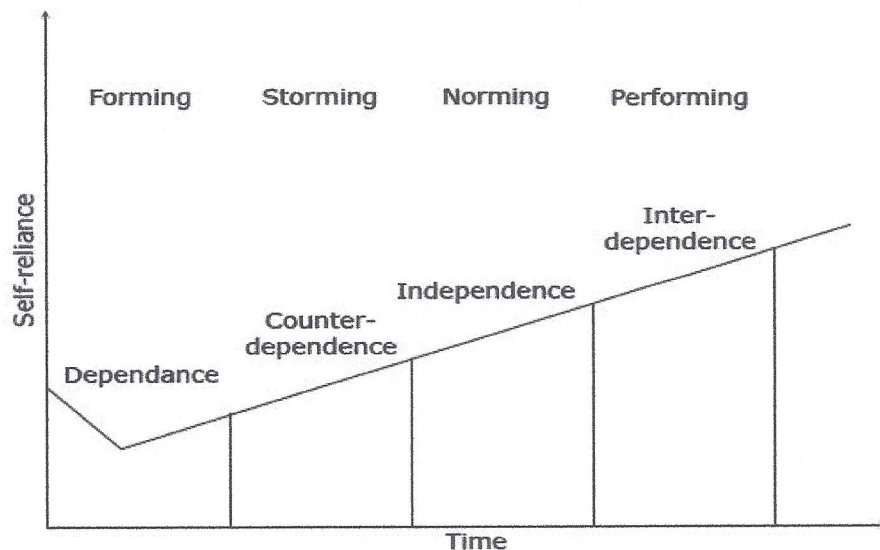 Forming
Storming
Norming
Performing
Self-reliance
Inter-
dependence
Independence
Counter-
dependence
Dependance
Time